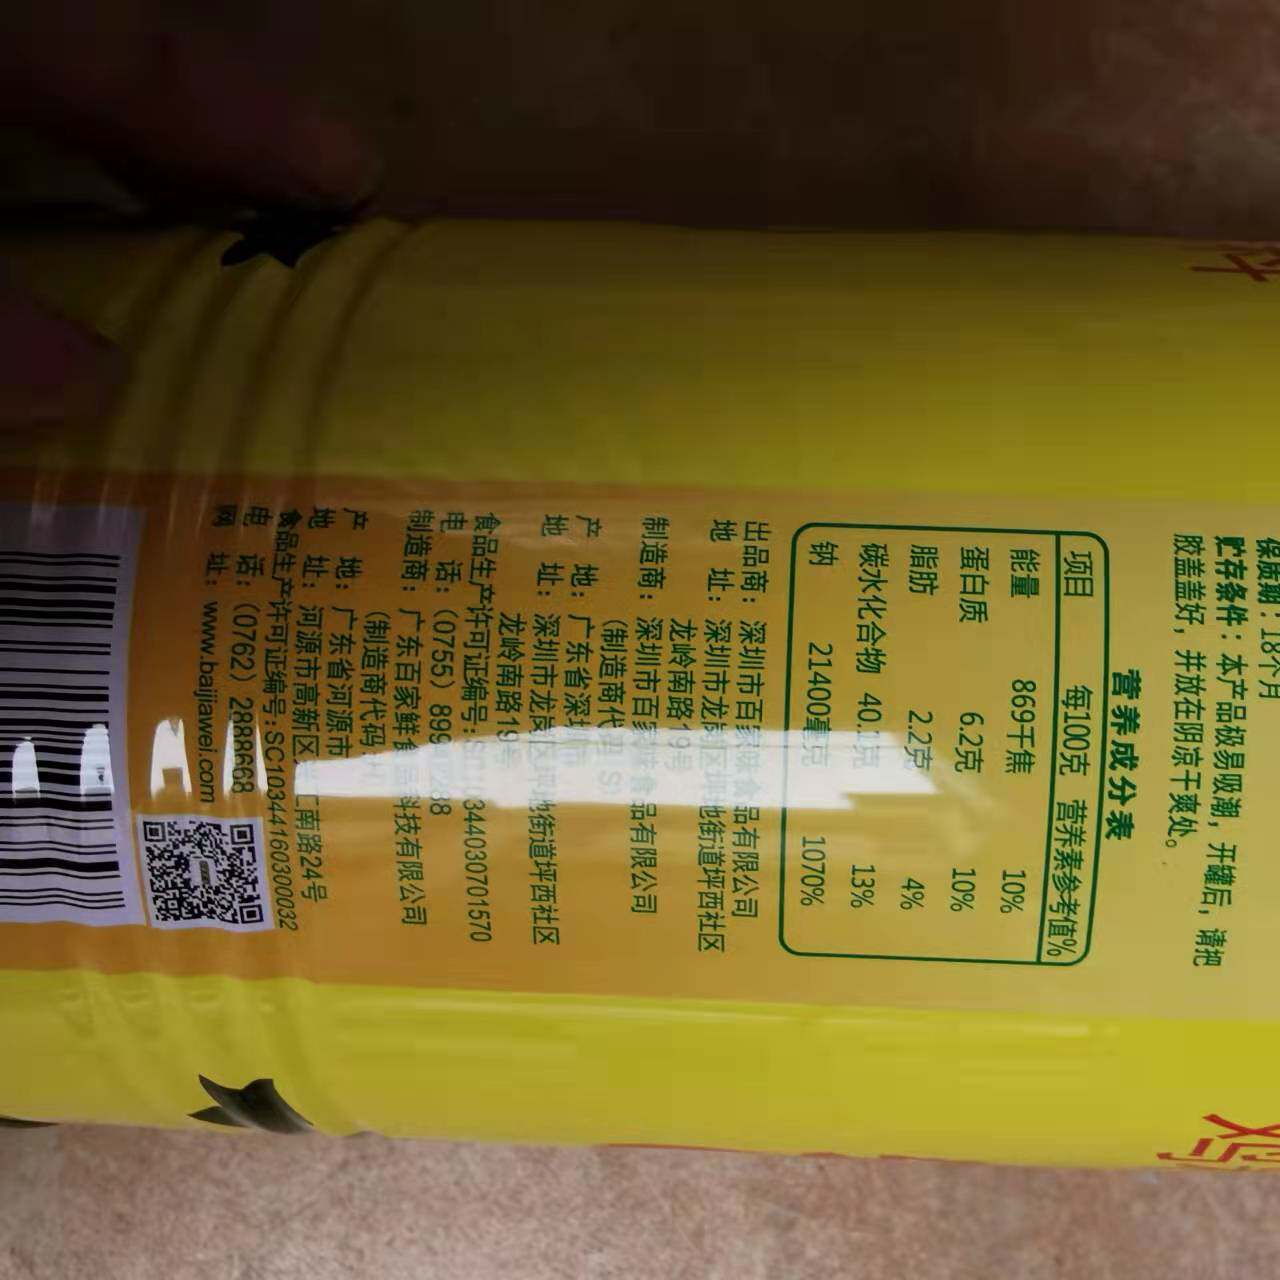 保质期：18个月
贮存条件：本产品极易吸潮，开罐后，请把
胶盖盖好，并放在阴凉干爽处。
营养成分表
项目 每100克 营养素参考值%
能量 869千焦 10%
蛋白质 6.2克 10%
脂肪 2.2克 4%
碳水化合物 40.1克 13%
钠 21400毫克 1070%
出品商：深圳市百家味食品有限公司
地 址：深圳市龙岗区坪地街道坪西社区
龙岭南路19号
制造商：深圳市百家味食品有限公司
（制造商代码：S）
产 地：广东省深圳市
地 址：深圳市龙岗区坪地街道坪西社区
龙岭南路19号
食品生产许可证编号：SC10344030701570
电 话：（0755）
制造商：广东百家鲜食品科技有限公司
（制造商代码：H
产 地：广东省河源市
地 址：河源市高新区 汇南路24号
食品生产许可证编号：SC10344160300032
电 话：（0762）2888668
网 址：www.baijiawei.com